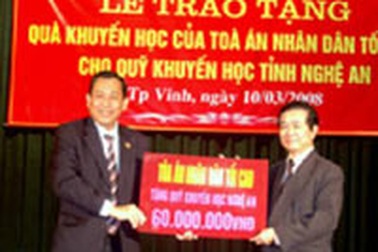 LỄ TRAO TẶNG
QUÀ KHUYẾN HỌC CỦA TOÀ ÁN NHÂN DÂN TỐ
CHO QUỸ KHUYẾN HỌC TỈNH NGHỆ AN
Tp Vinh, ngày 10/03/2008
TÒA ÁN NHÂN DÂN TỐI CAO
TẶNG QUỸ KHUYẾN HỌC NGHỆ AN
60.000.000VNĐ